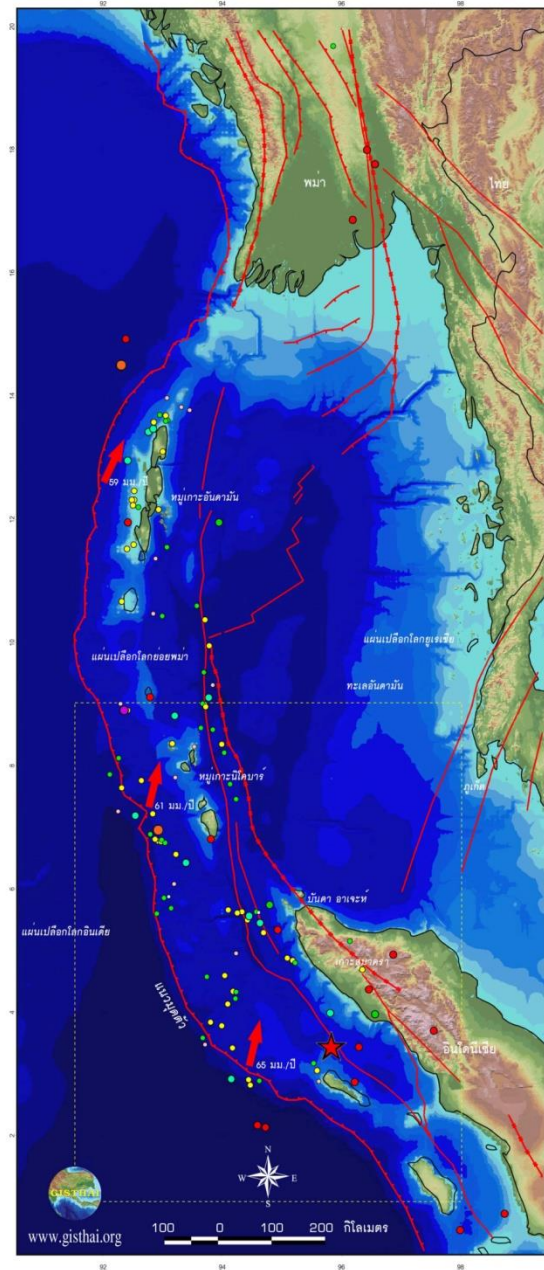 92 94 96 98
20
18
พม่า
ไทย
16
14
59 มม./ปี
หมู่เกาะอันดามัน
12
10
แผ่นเปลือกโลกยูเรเซีย
แผ่นเปลือกโลกย่อยพม่า
ทะเลอันดามัน
8
หมู่เกาะนิโคบาร์
ภูเก็ต
61 มม./ปี
6
บันดา อาเจะห์
แผ่นเปลือกโลกอินเดีย
เกาะสุมาตรา
4
แนวมุดตัว
อินโดนีเซีย
65 มม./ปี
2
N
W E
S
GISTHAI
www.gisthai.org
100 0 100 200 กิโลเมตร
92 94 96 98